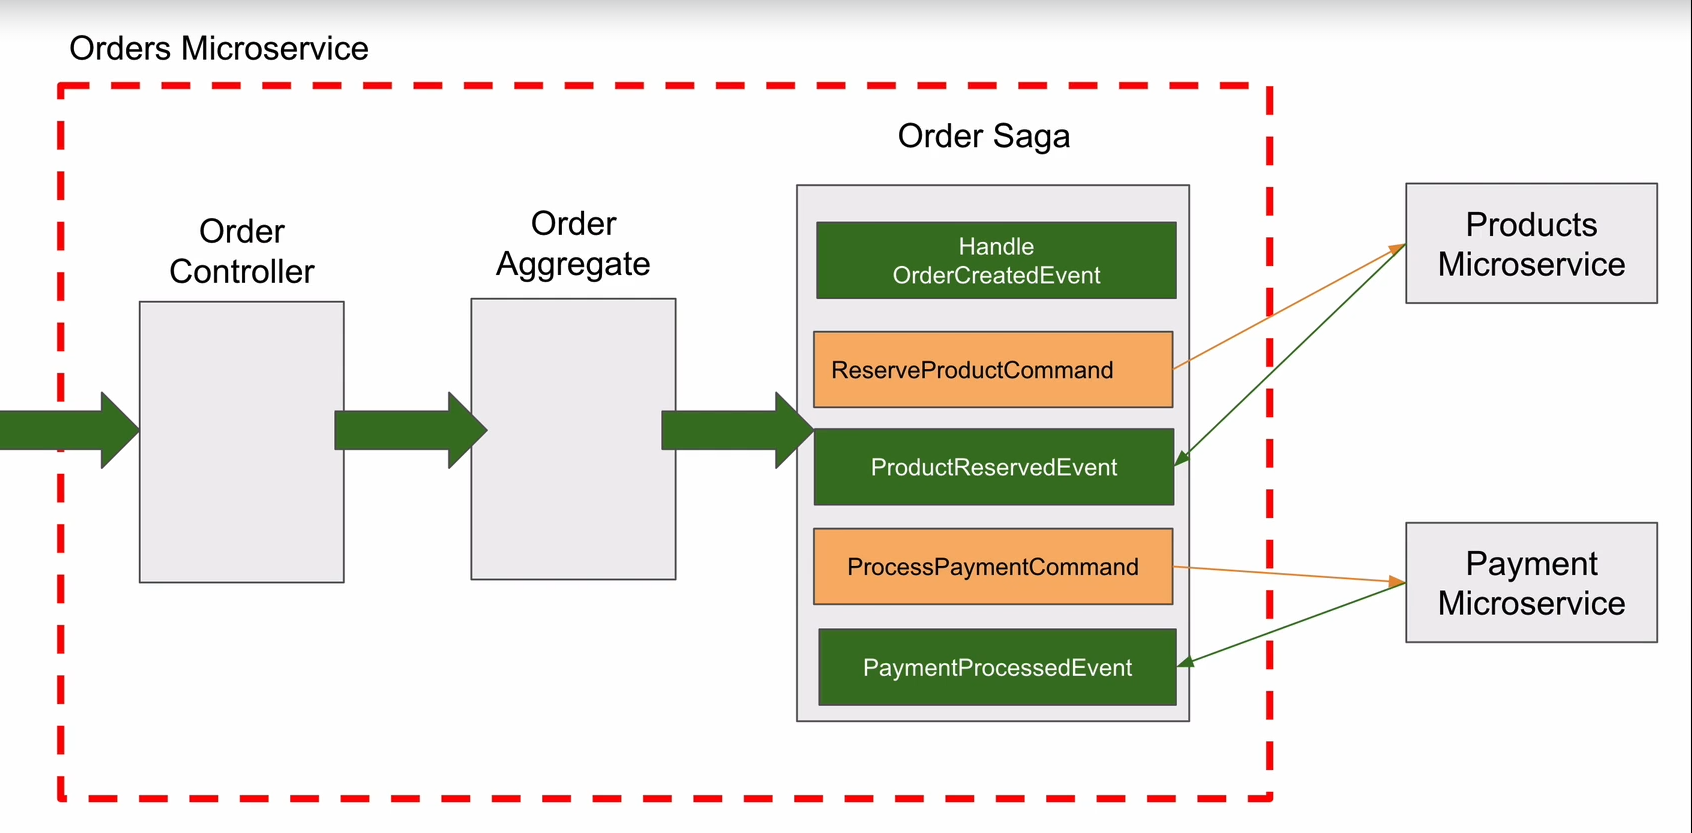 Orders Microservice
Order Saga
Order
Controller
Order
Aggregate
Handle
OrderCreatedEvent
ReserveProductCommand
ProductReservedEvent
ProcessPaymentCommand
PaymentProcessedEvent
Products
Microservice
Payment
Microservice